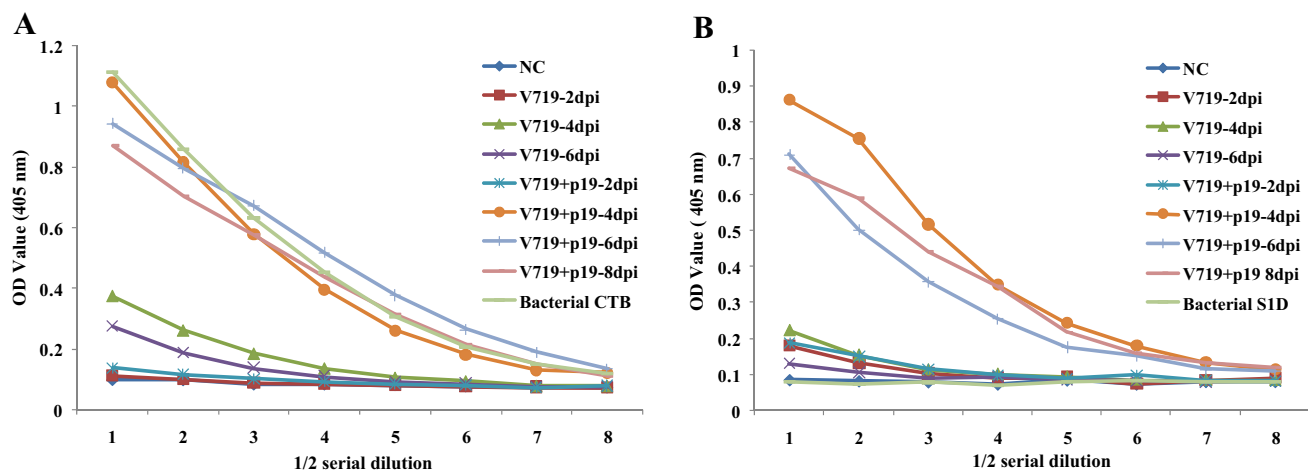 A
1.2
1
0.8
0.6
0.4
0.2
0
OD Value (405 nm)
1 2 3 4 5 6 7 8
1/2 serial dilution
NC
V719-2dpi
V719-4dpi
V719-6dpi
V719+p19-2dpi
V719+p19-4dpi
V719+p19-6dpi
V719+p19-8dpi
Bacterial CTB
B
1
0.9
0.8
0.7
0.6
0.5
0.4
0.3
0.2
0.1
0
OD Value ( 405 nm)
1 2 3 4 5 6 7 8
1/2 serial dilution
NC
V719-2dpi
V719-4dpi
V719-6dpi
V719+p19-2dpi
V719+p19-4dpi
V719+p19-6dpi
V719+p19 8dpi
Bacterial S1D